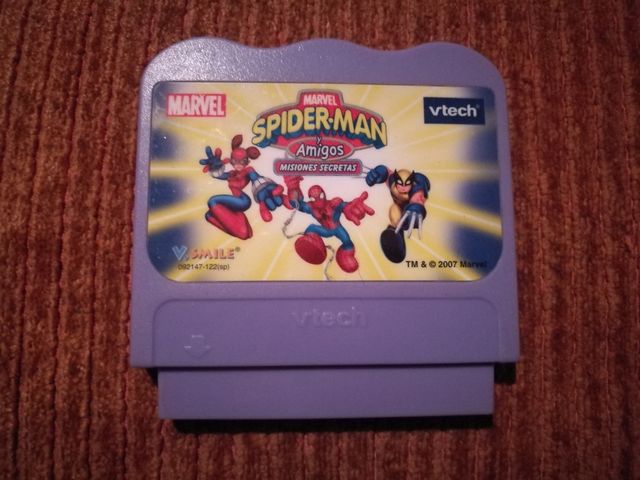 MARVEL
MARVEL
SPIDER-MAN
y
Amigos
MISIONES SECRETAS
vtech®
V.SMILE®
092147-122(sp)
TM & © 2007 Marvel
vtech